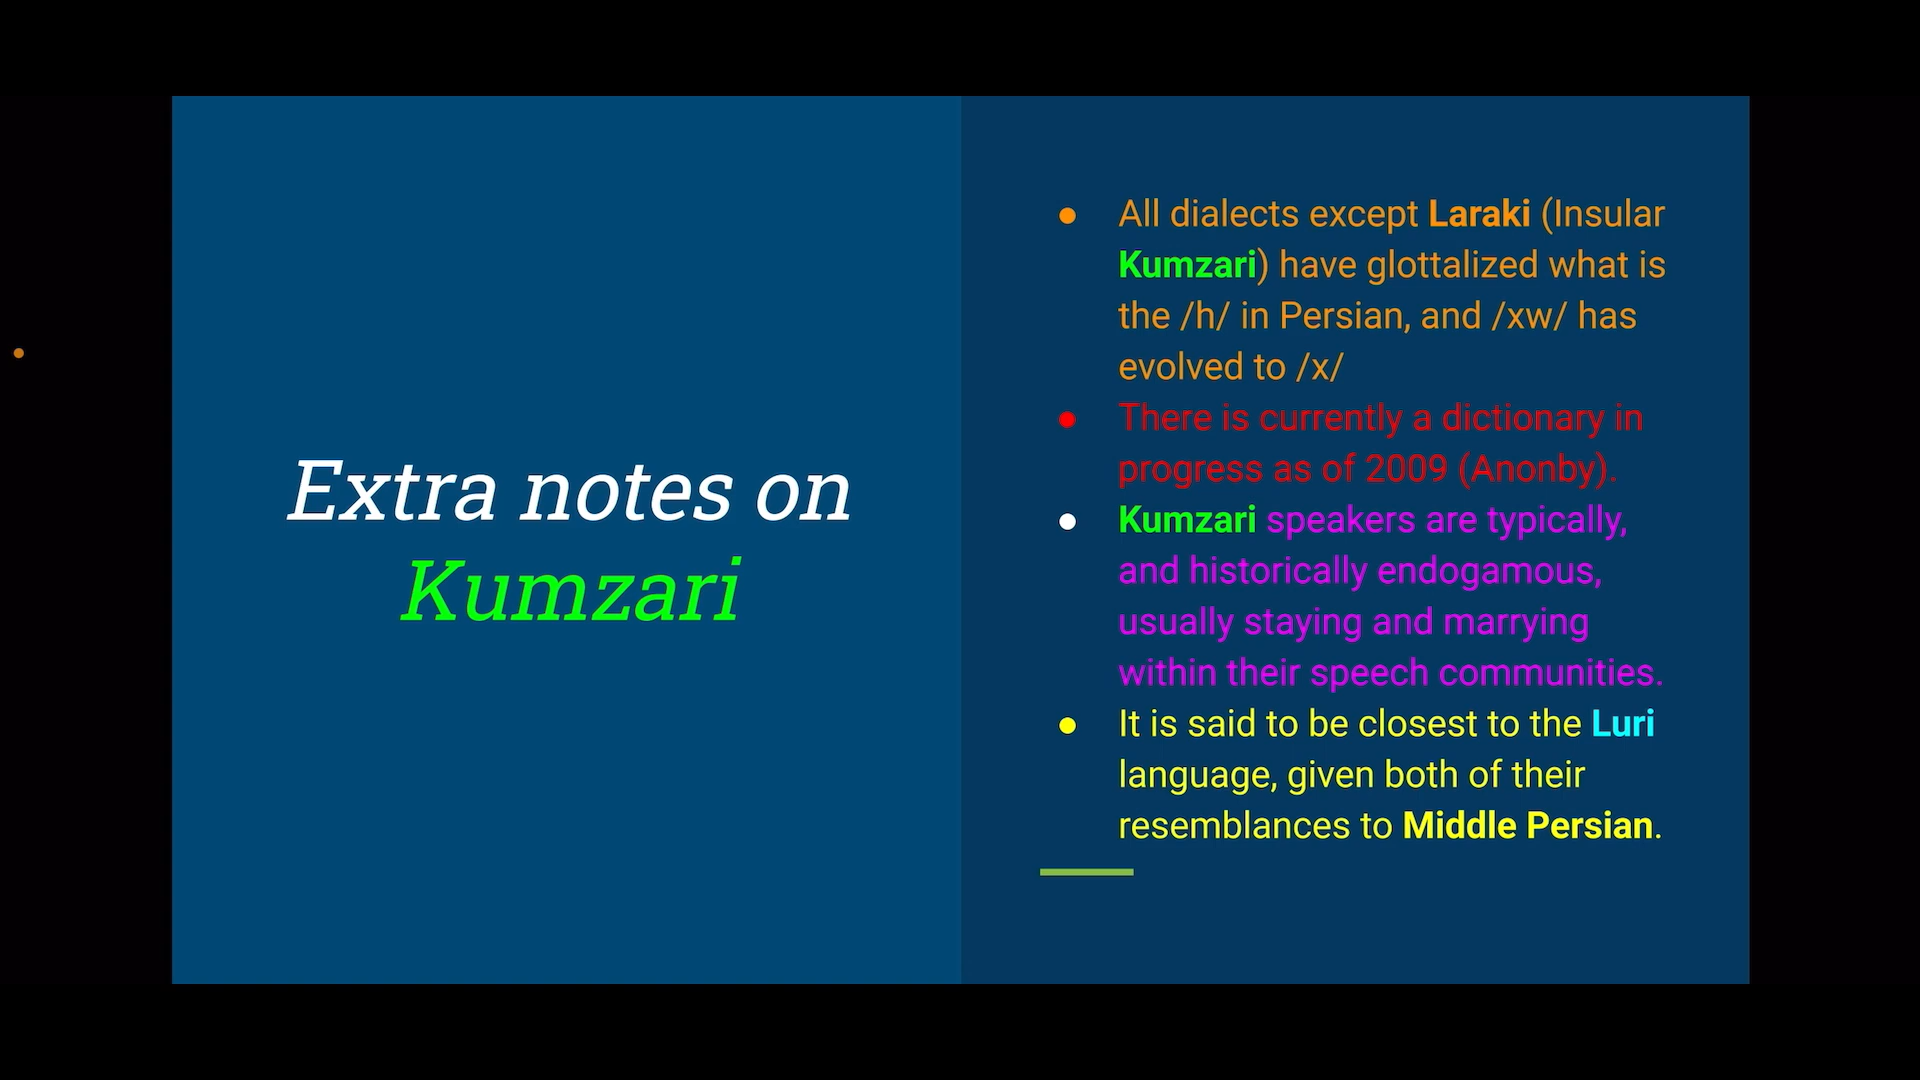 Extra notes on
Kumzari
● All dialects except Laraki (Insular
Kumzari) have glottalized what is
the /h/ in Persian, and /xw/ has
evolved to /x/
● There is currently a dictionary in
progress as of 2009 (Anonby).
● Kumzari speakers are typically,
and historically endogamous,
usually staying and marrying
within their speech communities.
● It is said to be closest to the Luri
language, given both of their
resemblances to Middle Persian.